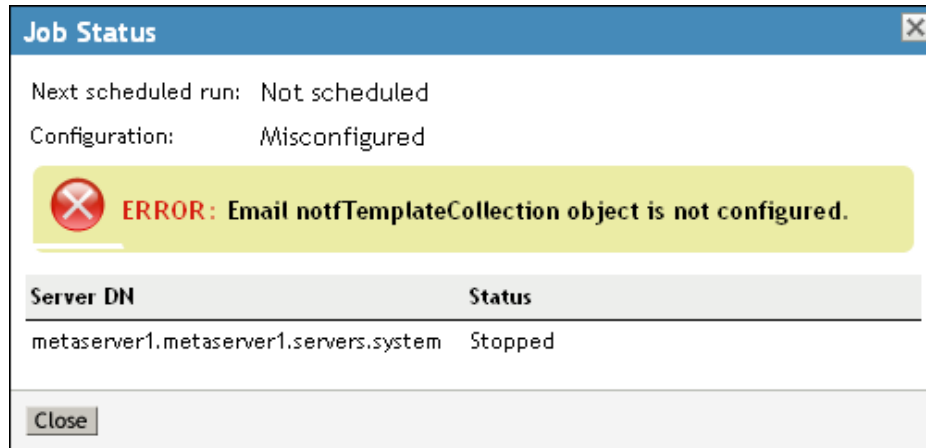 Job Status
Next scheduled run: Not scheduled
Configuration: Misconfigured
ERROR: Email notfTemplateCollection object is not configured.
Server DN Status
metaserver1.metaserver1.servers.system Stopped
Close